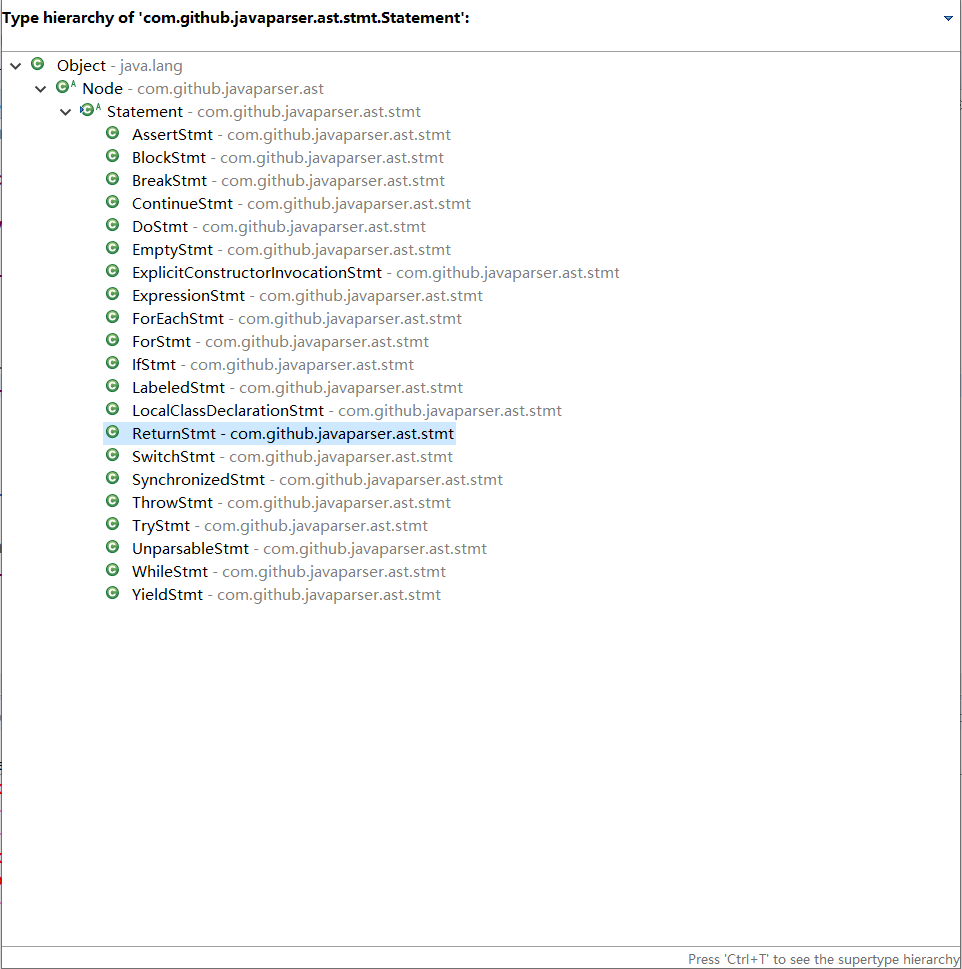 Type hierarchy of 'com.github.javaparser.ast.stmt.Statement':
Object - java.lang
Node - com.github.javaparser.ast
Statement - com.github.javaparser.ast.stmt
AssertStmt - com.github.javaparser.ast.stmt
BlockStmt - com.github.javaparser.ast.stmt
BreakStmt - com.github.javaparser.ast.stmt
ContinueStmt - com.github.javaparser.ast.stmt
DoStmt - com.github.javaparser.ast.stmt
EmptyStmt - com.github.javaparser.ast.stmt
ExplicitConstructorInvocationStmt - com.github.javaparser.ast.stmt
ExpressionStmt - com.github.javaparser.ast.stmt
ForEachStmt - com.github.javaparser.ast.stmt
ForStmt - com.github.javaparser.ast.stmt
IfStmt - com.github.javaparser.ast.stmt
LabeledStmt - com.github.javaparser.ast.stmt
LocalClassDeclarationStmt - com.github.javaparser.ast.stmt
ReturnStmt - com.github.javaparser.ast.stmt
SwitchStmt - com.github.javaparser.ast.stmt
SynchronizedStmt - com.github.javaparser.ast.stmt
ThrowStmt - com.github.javaparser.ast.stmt
TryStmt - com.github.javaparser.ast.stmt
UnparsableStmt - com.github.javaparser.ast.stmt
WhileStmt - com.github.javaparser.ast.stmt
YieldStmt - com.github.javaparser.ast.stmt
Press 'Ctrl+T' to see the supertype hierarchy